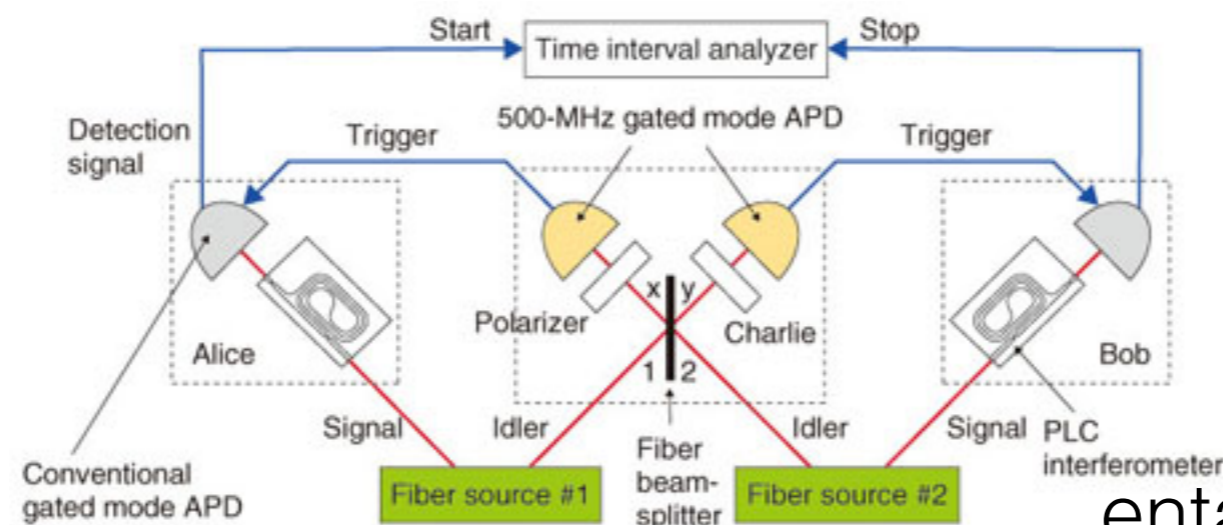 Start
Time interval analyzer
Stop
500-MHz gated mode APD
Detection
signal
Trigger
Trigger
x y
Polarizer
Charlie
Alice
1 2
Bob
Signal
Idler
Fiber
beam-
splitter
Idler
Signal
PLC
interferometer
Conventional
gated mode APD
Fiber source #1
Fiber source #2
enta